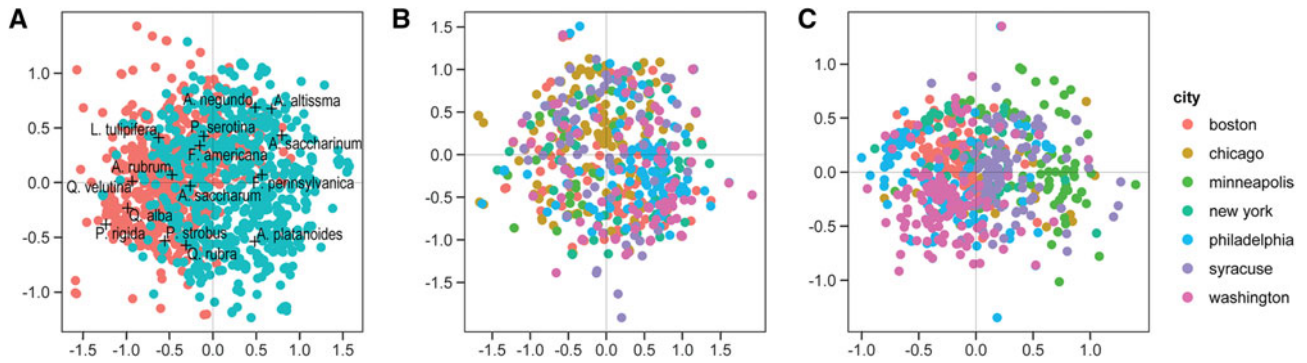 A
B
C
1.0
0.5
0.0
-0.5
-1.0
-1.5 -1.0 -0.5 0.0 0.5 1.0 1.5
A. negundo
A. altissma
L. tulipifera
P. serotina
A. saccharinum
F. americana
A. rubrum
Q. velutina
F. pennsylvanica
A. saccharum
Q. alba
P. rigida
P. strobus
A. platanoides
Q. rubra
1.5
1.0
0.5
0.0
-0.5
-1.0
-1.5
-1.5 -1.0 -0.5 0.0 0.5 1.0 1.5
1.0
0.5
0.0
-0.5
-1.0
-1.0 -0.5 0.0 0.5 1.0
city
boston
chicago
minneapolis
new york
philadelphia
syracuse
washington